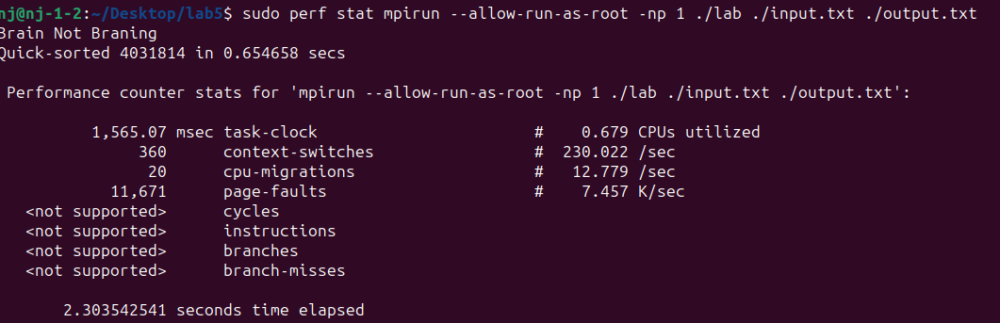 nj@nj-1-2:~/Desktop/lab5$ sudo perf stat mpirun --allow-run-as-root -np 1 ./lab ./input.txt ./output.txt
Brain Not Braning
Quick-sorted 4031814 in 0.654658 secs
Performance counter stats for 'mpirun --allow-run-as-root -np 1 ./lab ./input.txt ./output.txt':
1,565.07 msec task-clock # 0.679 CPUs utilized
360 context-switches # 230.022 /sec
20 cpu-migrations # 12.779 /sec
11,671 page-faults # 7.457 K/sec
<not supported> cycles
<not supported> instructions
<not supported> branches
<not supported> branch-misses
2.303542541 seconds time elapsed